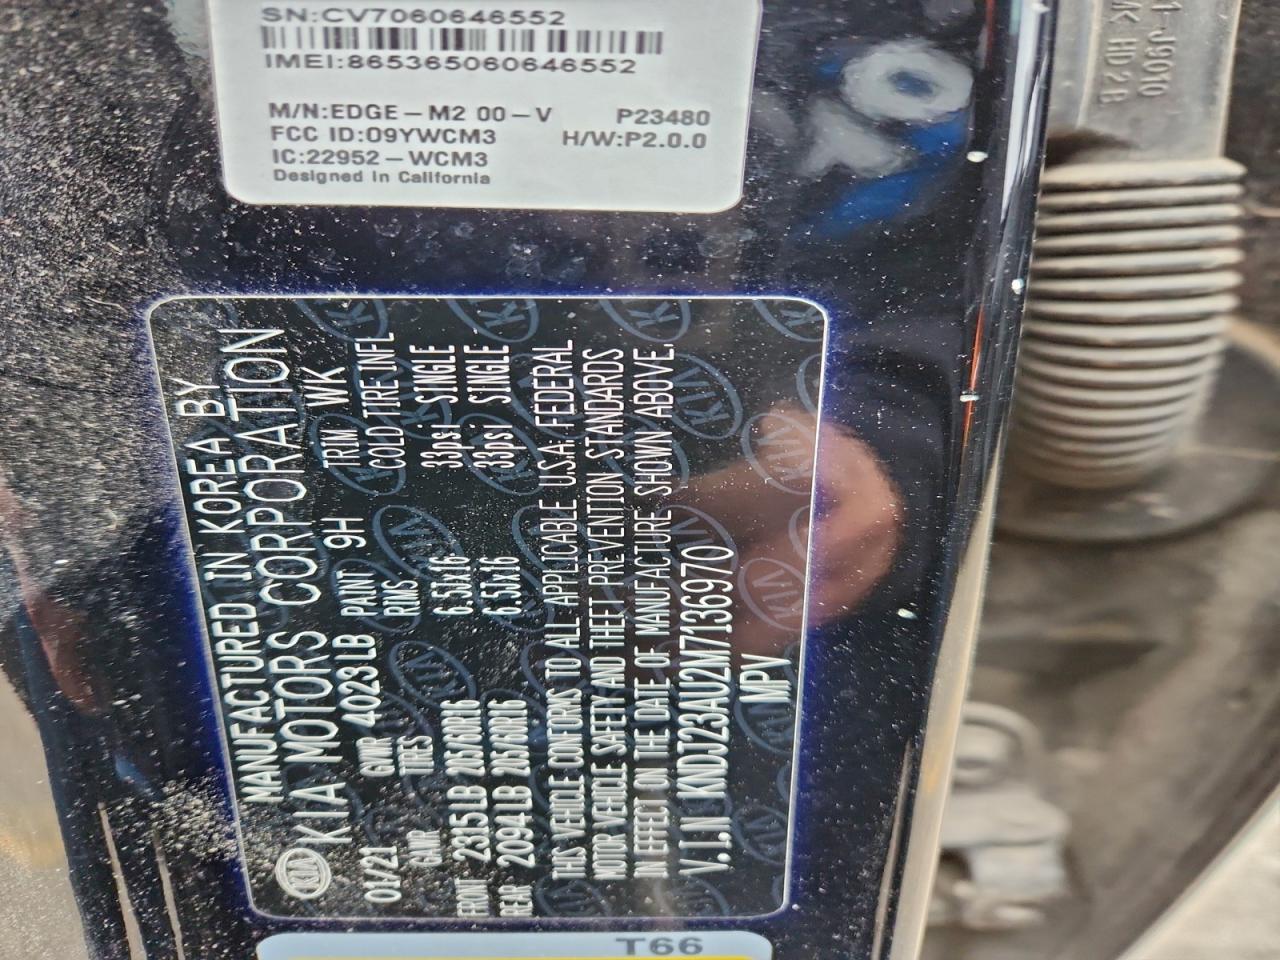 SN:CV7060646552
IMEI:865365060646552
M/N:EDGE-M2 00-V P23480
FCC ID:O9YWCM3 H/W:P2.0.0
IC:22952-WCM3
Designed in California
MANUFACTURED IN KOREA BY
KIA KIA MOTORS CORPORATION
01/21 GVWR 4023LB PAINT 9H TRIM WK
GAWR TIRES RIMS COLD TIRE INFL
FRONT 2315LB 205/60R16 6.5Jx16 33psi SINGLE
REAR 2094LB 205/60R16 6.5Jx16 33psi SINGLE
THIS VEHICLE CONFORMS TO ALL APPLICABLE U.S.A. FEDERAL
MOTOR VEHICLE SAFETY AND THEFT PREVENTION STANDARDS
IN EFFECT ON THE DATE OF MANUFACTURE SHOWN ABOVE.
V.I.N KNDJ23AU2M7136970
MPV
T66